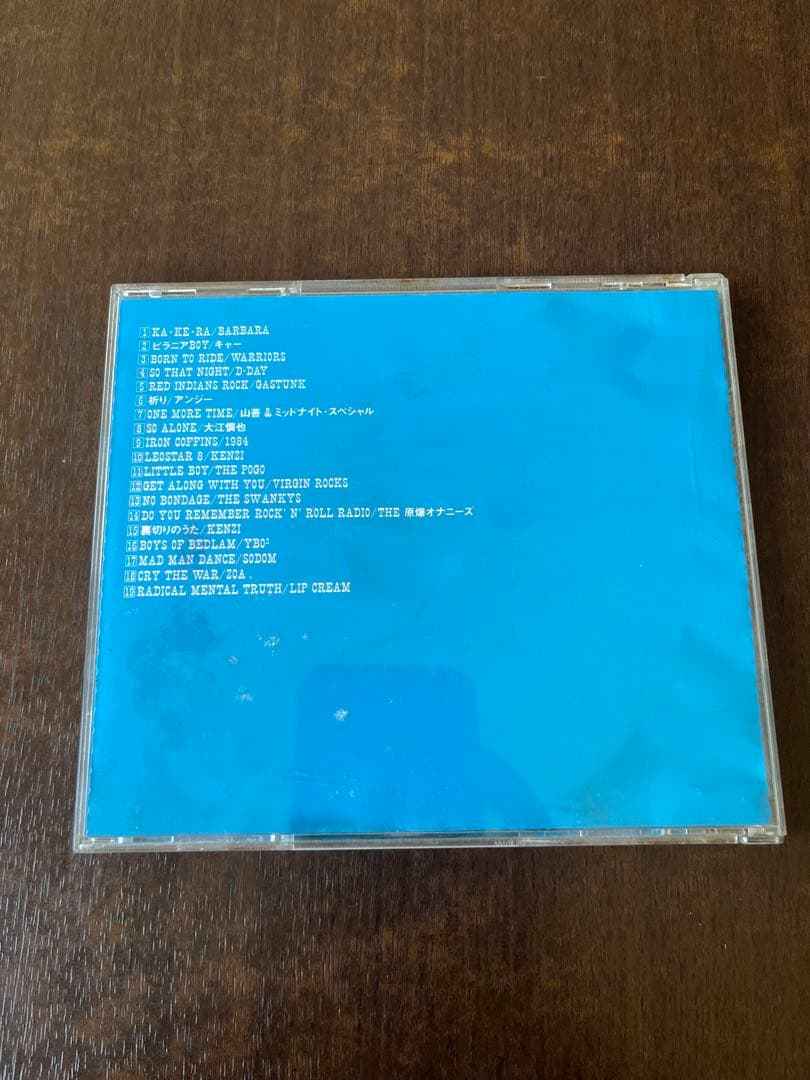 1 KA・KE・RA/BARBARA
2 ピラニアBOY/キャー
3 BORN TO RIDE/WARRIORS
4 SO THAT NIGHT/D-DAY
5 RED INDIANS ROCK/GASTUNK
6 祈り/アンジー
7 ONE MORE TIME/山善 & ミッドナイト・スペシャル
8 SO ALONE/大江慎也
9 IRON COFFINS/1984
10 LEOSTAR 8/KENZI
11 LITTLE BOY/THE POGO
12 GET ALONG WITH YOU/VIRGIN ROCKS
13 NO BONDAGE/THE SWANKYS
14 DO YOU REMEMBER ROCK' N' ROLL RADIO/THE 原爆オナニーズ
15 裏切りのうた/KENZI
16 BOYS OF BEDLAM/YBO²
17 MAD MAN DANCE/SODOM
18 CRY THE WAR/ZOA
19 RADICAL MENTAL TRUTH/LIP CREAM